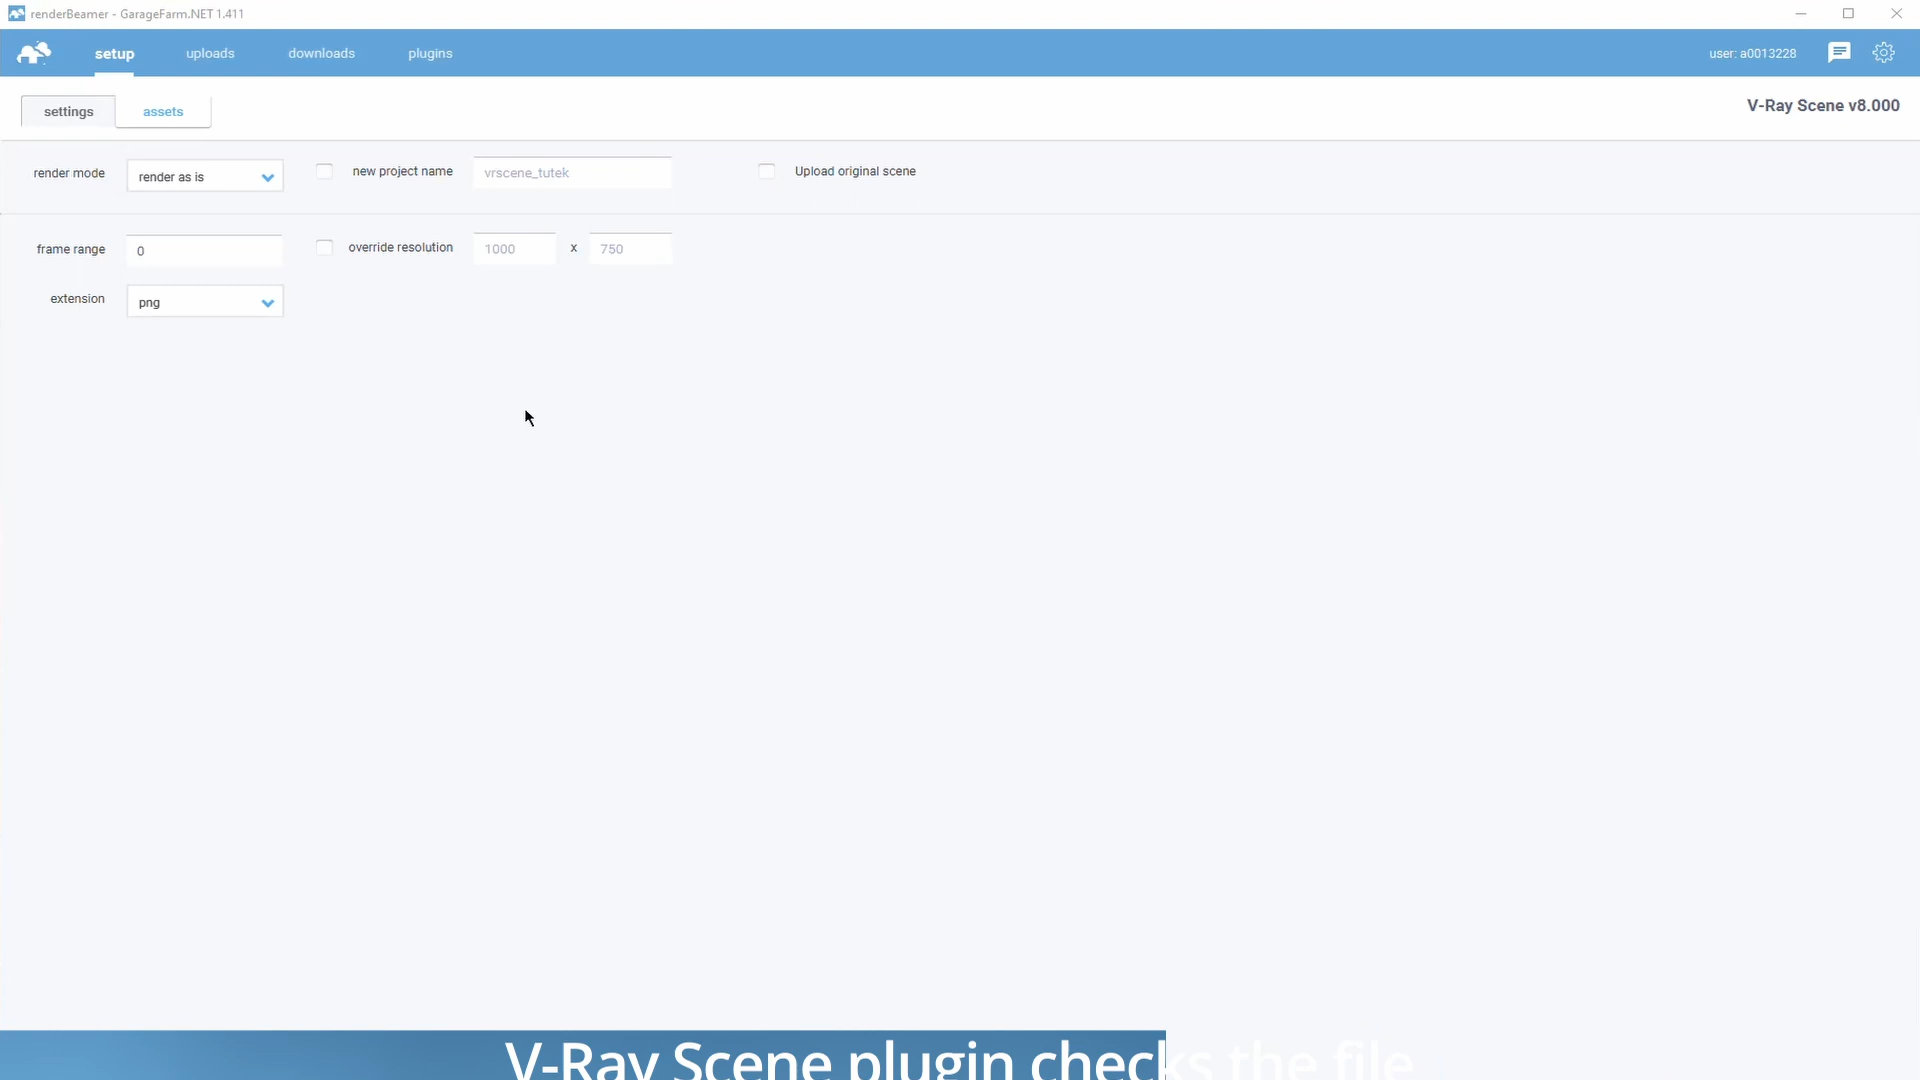 renderBeamer - GarageFarm.NET 1.411
setup uploads downloads plugins user: a0013228
settings assets V-Ray Scene v8.000
render mode render as is new project name vrscene_tutek Upload original scene
frame range 0 override resolution 1000 x 750
extension png
V-Ray Scene plugin checks the file